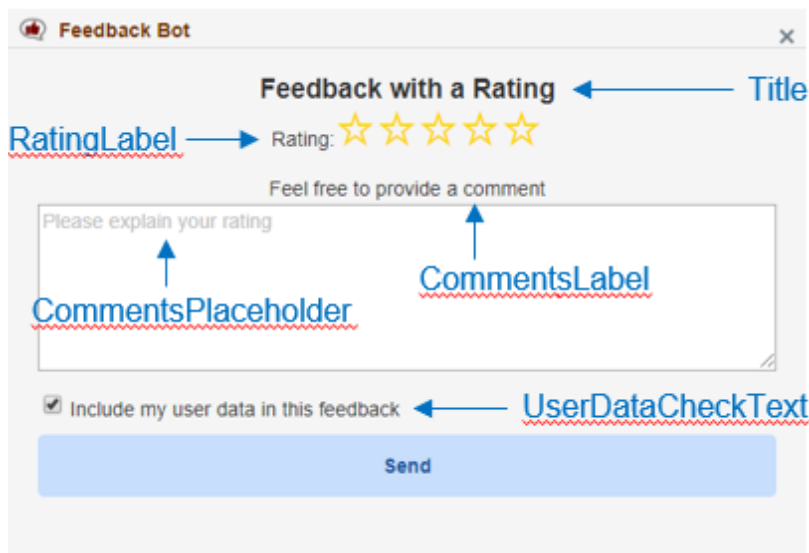 Feedback Bot
Feedback with a Rating Title
RatingLabel Rating:
Feel free to provide a comment
Please explain your rating
CommentsLabel
CommentsPlaceholder
Include my user data in this feedback UserDataCheckText
Send